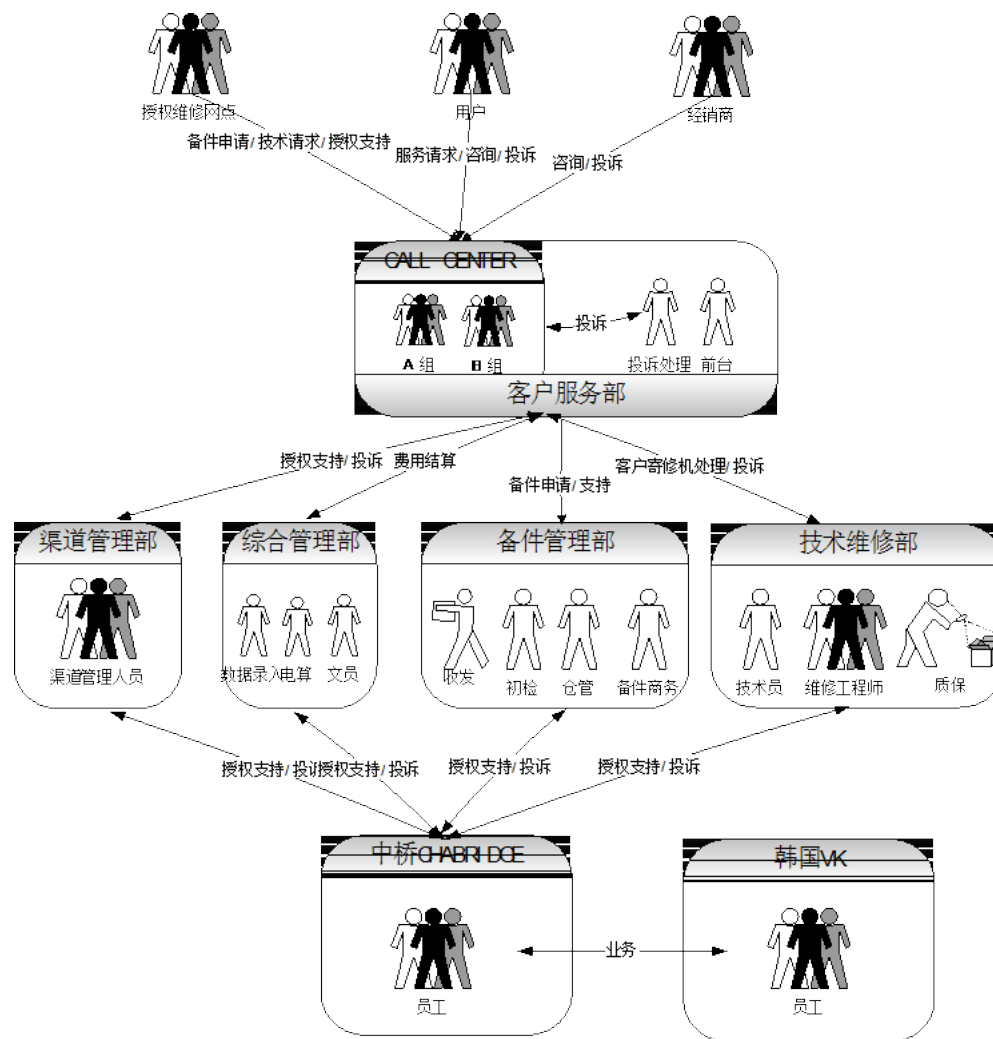 授权维修网点
用户
经销商
备件申请/技术请求/授权支持
服务请求/咨询/投诉
咨询/投诉
CALL CENTER
A 组
B 组
投诉
投诉处理
前台
客户服务部
授权支持/投诉
费用结算
备件申请/支持
客户寄修机处理/投诉
渠道管理部
综合管理部
备件管理部
技术维修部
渠道管理人员
数据录入
电算
文员
收发
初检
仓管
备件商务
技术员
维修工程师
质保
授权支持/投诉
授权支持/投诉
授权支持/投诉
授权支持/投诉
中桥CHABRIDCE
韩国VK
员工
业务
员工